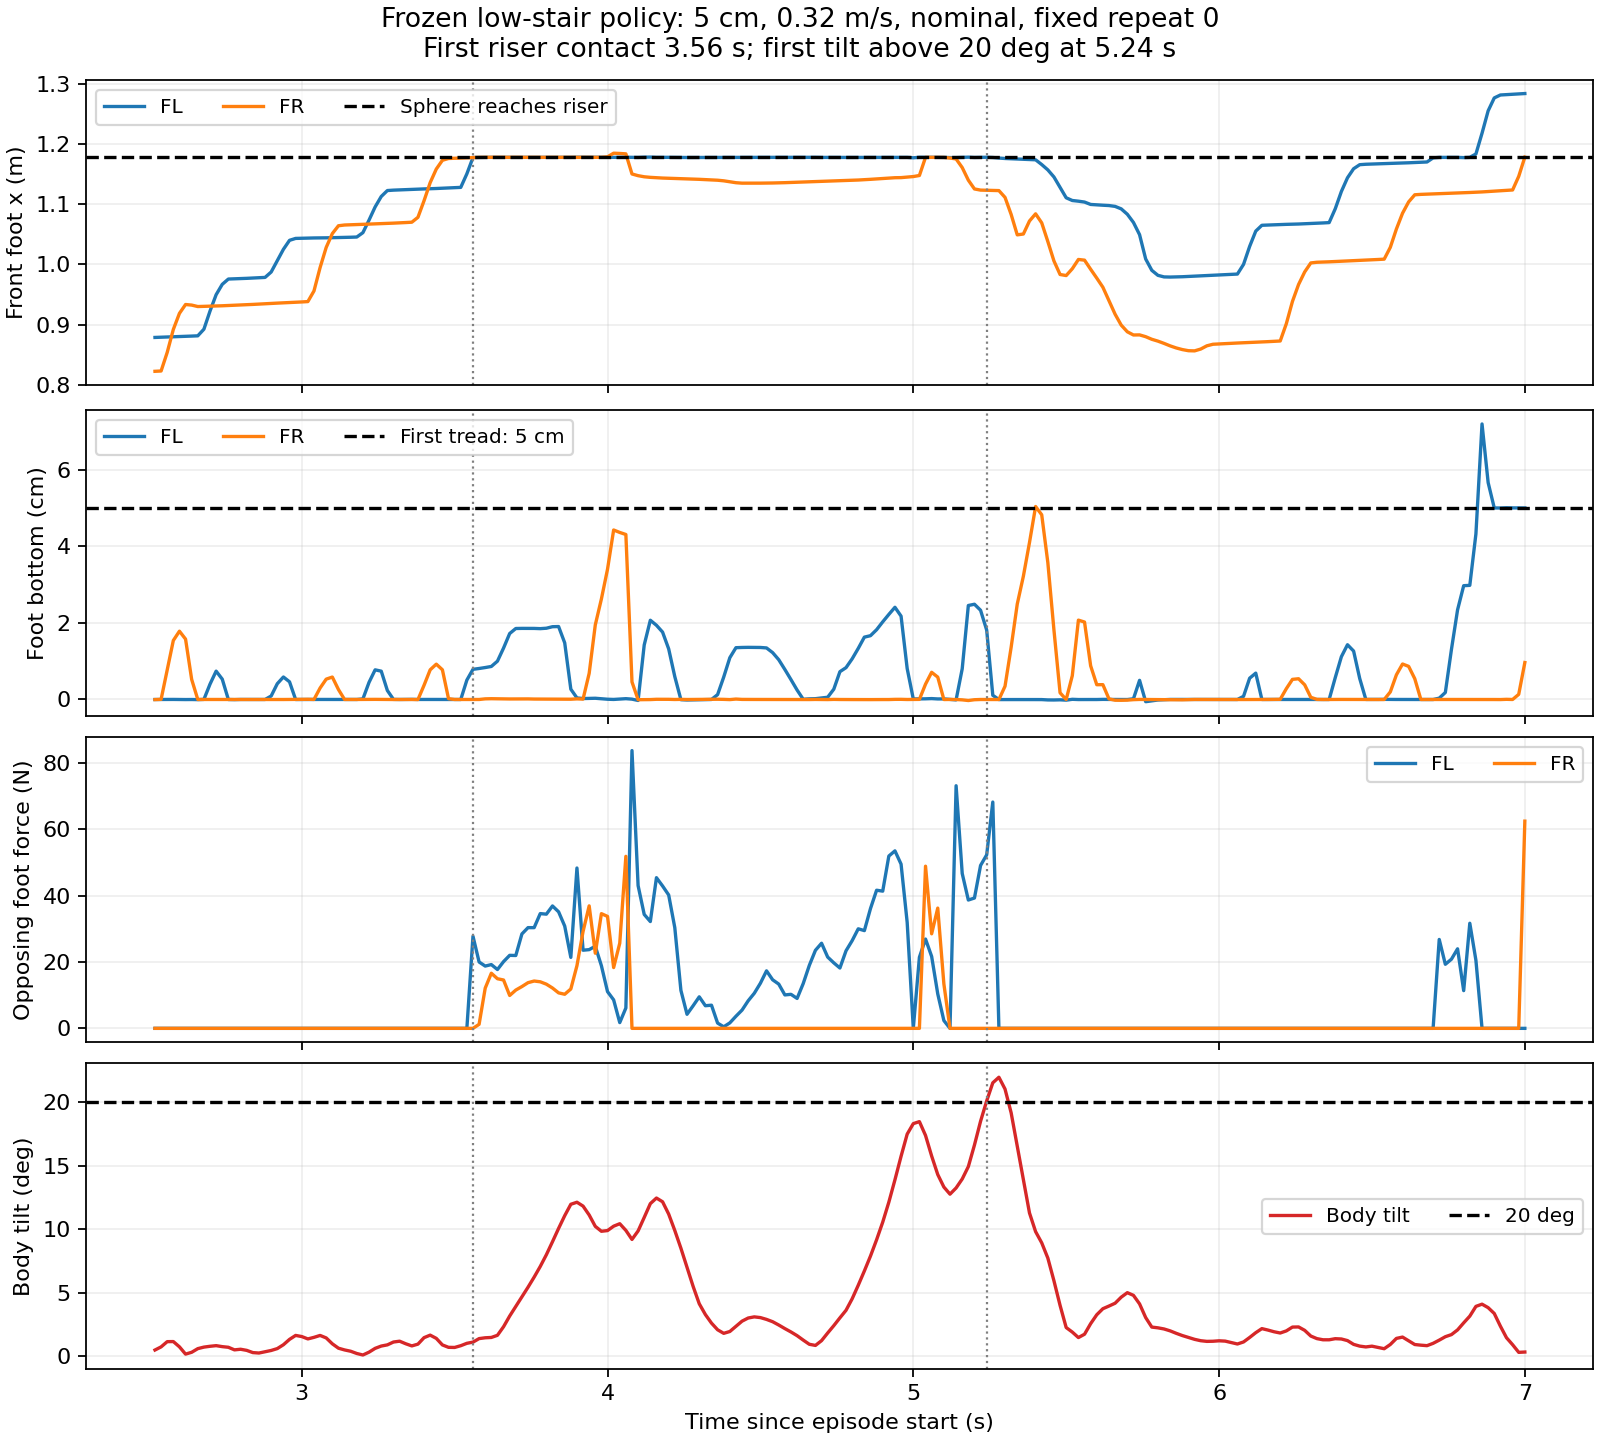 Frozen low-stair policy: 5 cm, 0.32 m/s, nominal, fixed repeat 0
First riser contact 3.56 s; first tilt above 20 deg at 5.24 s
Front foot x (m)
1.3
1.2
1.1
1.0
0.9
0.8
FL FR Sphere reaches riser
Foot bottom (cm)
6
4
2
0
FL FR First tread: 5 cm
Opposing foot force (N)
80
60
40
20
0
FL FR
Body tilt (deg)
20
15
10
5
0
Body tilt 20 deg
3 4 5 6 7
Time since episode start (s)